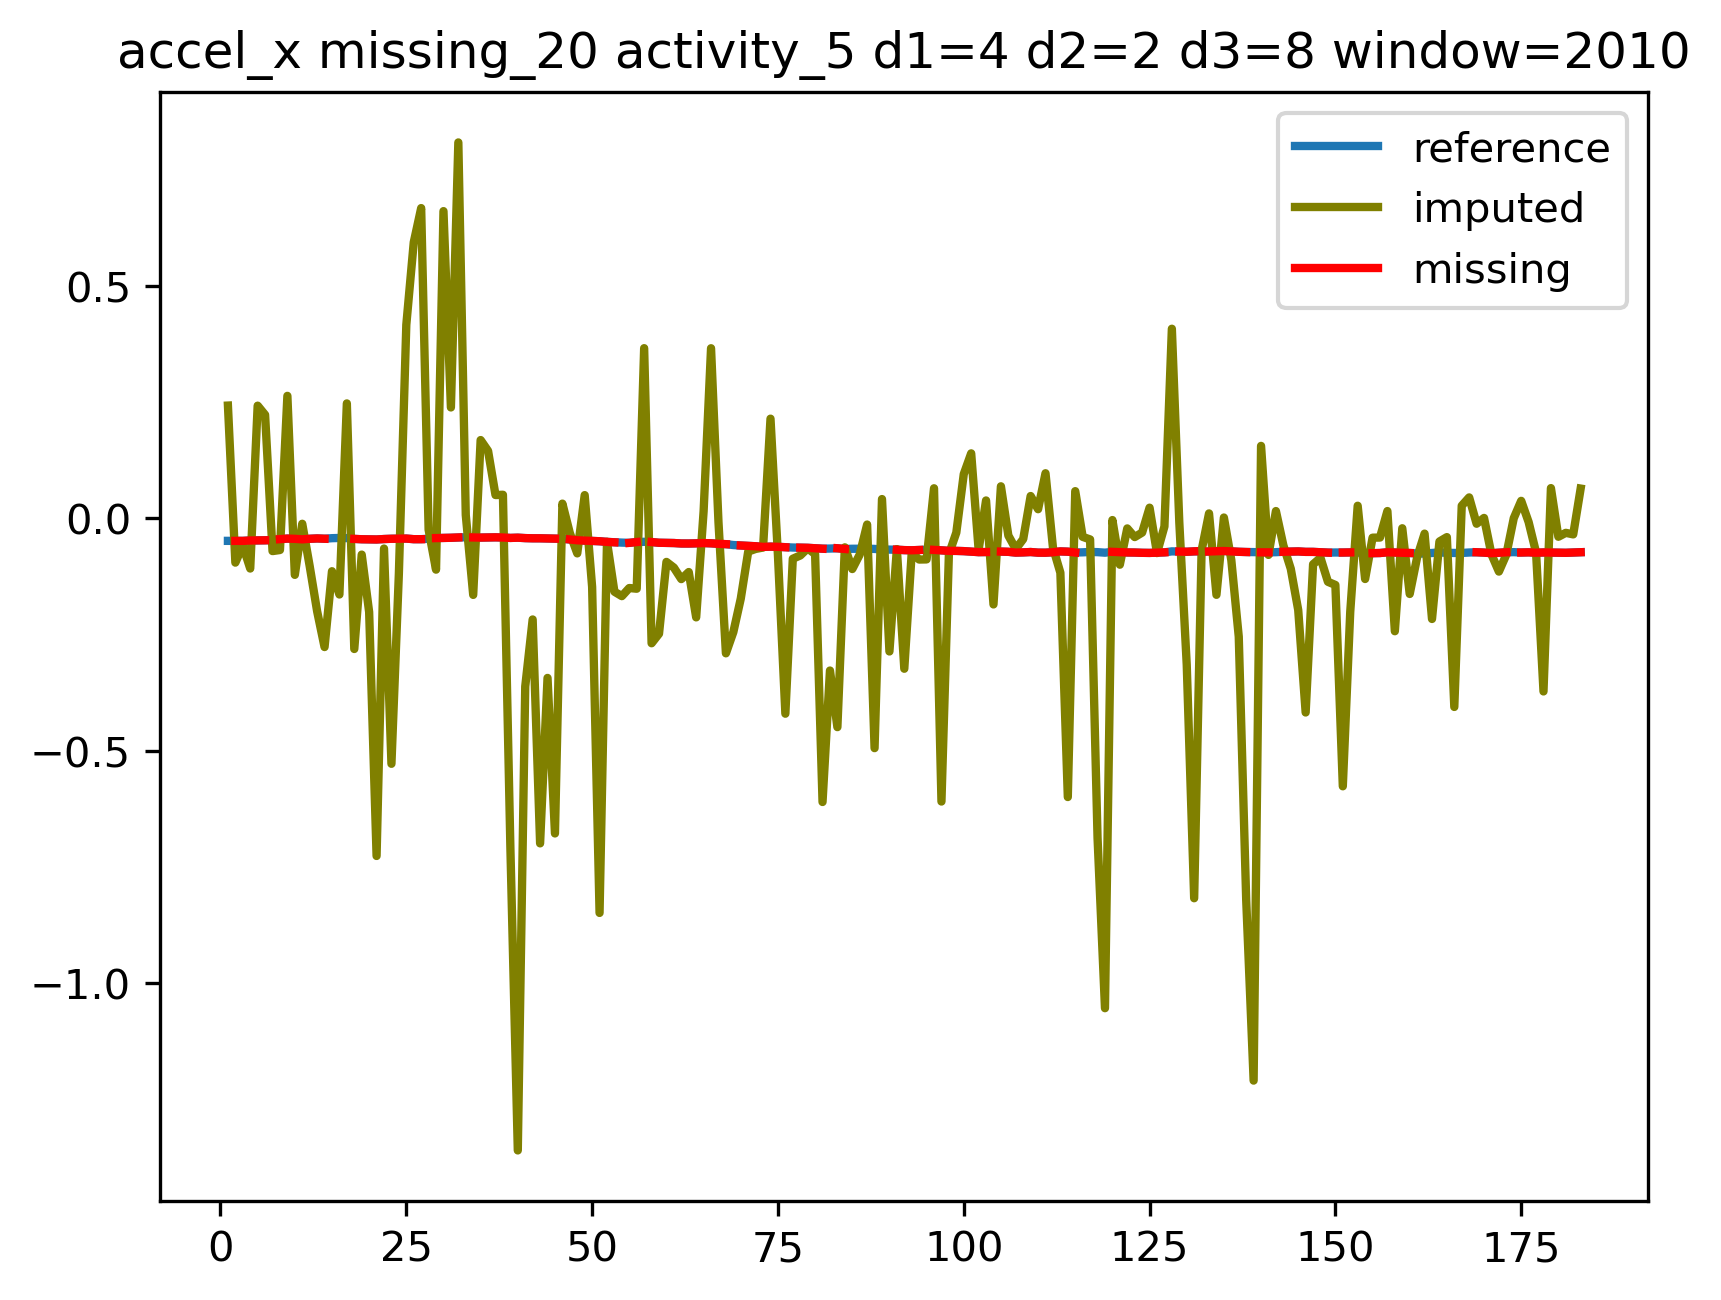 accel_x missing_20 activity_5 d1=4 d2=2 d3=8 window=2010
reference
imputed
missing
0.5
0.0
−0.5
−1.0
0 25 50 75 100 125 150 175